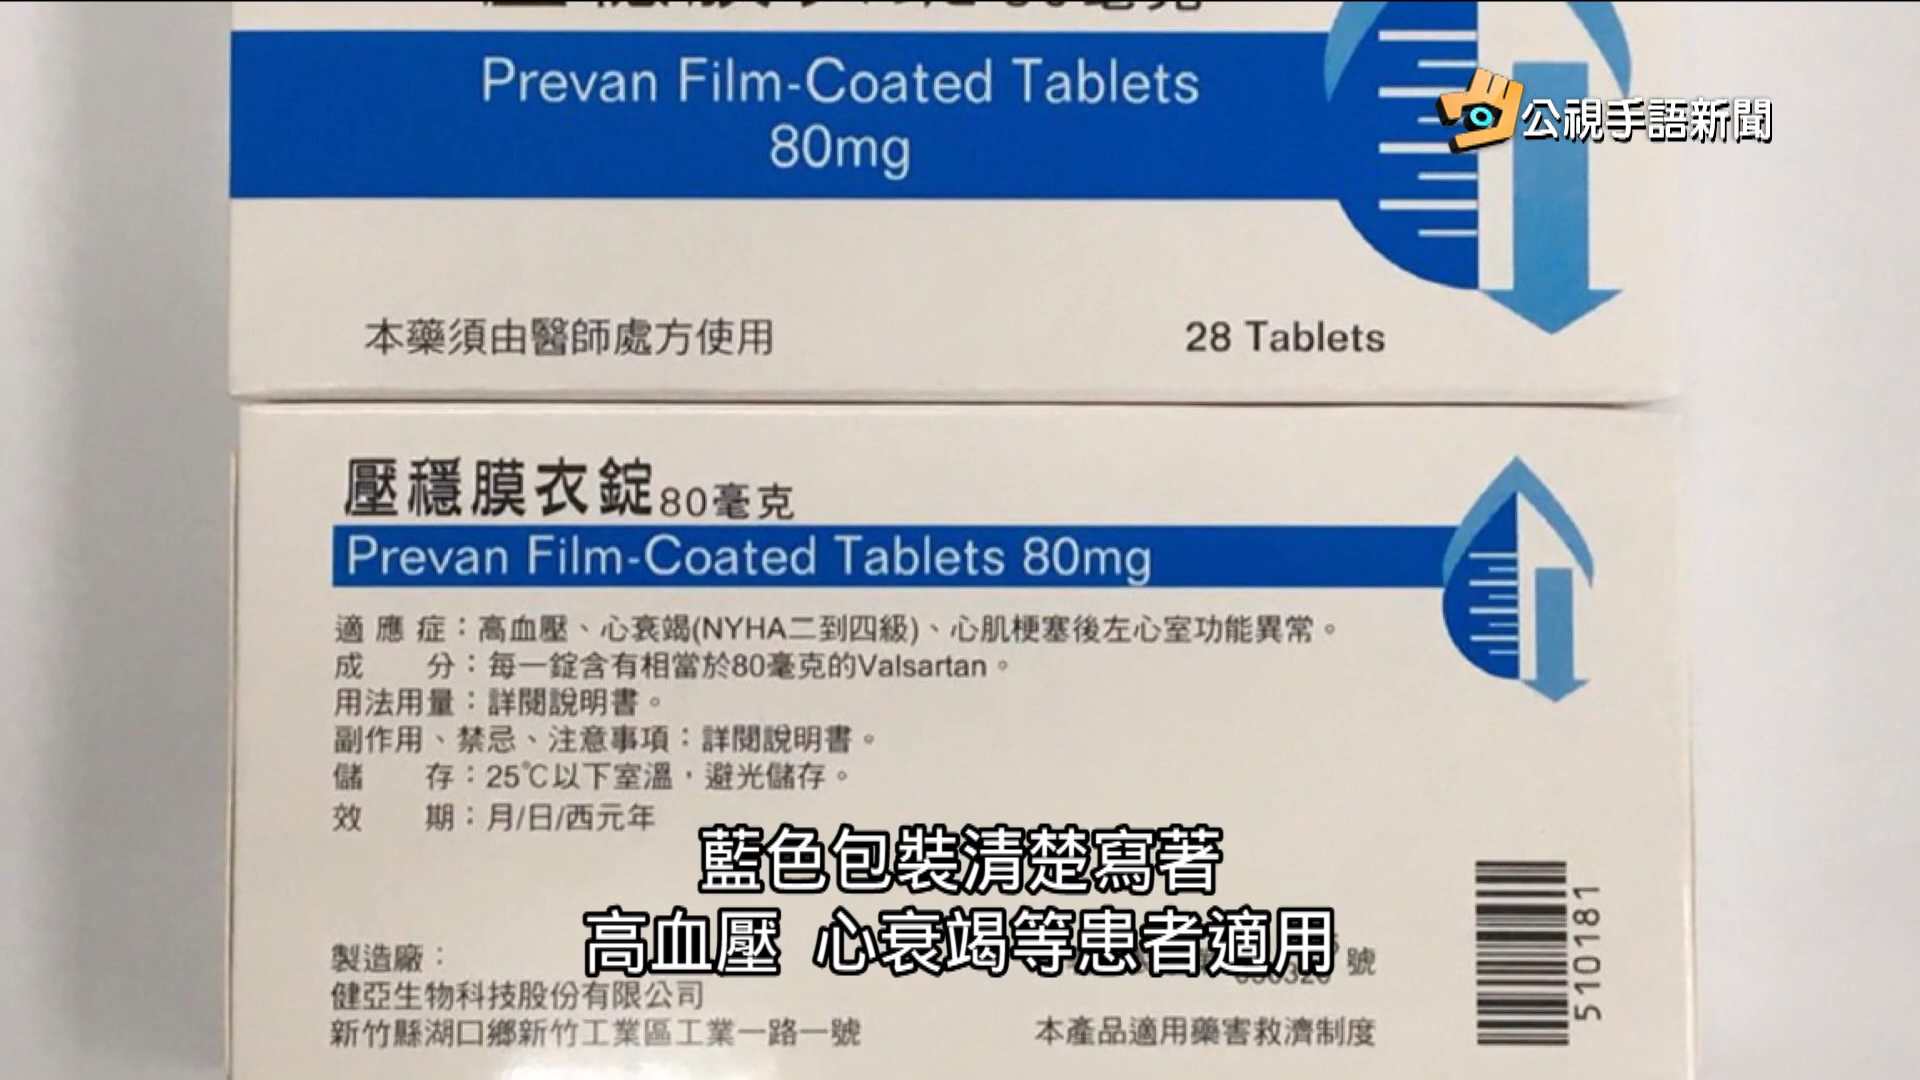 Prevan Film-Coated Tablets
80mg
公視手語新聞
本藥須由醫師處方使用
28 Tablets
壓穩膜衣錠80毫克
Prevan Film-Coated Tablets 80mg
適應症：高血壓、心衰竭(NYHA二到四級)、心肌梗塞後左心室功能異常。
成分：每一錠含有相當於80毫克的Valsartan。
用法用量：詳閱說明書。
副作用、禁忌、注意事項：詳閱說明書。
儲存：25℃以下室溫，避光儲存。
效期：月/日/西元年
藍色包裝清楚寫著
高血壓 心衰竭等患者適用
製造廠：
號
健亞生物科技股份有限公司
新竹縣湖口鄉新竹工業區工業一路一號
本產品適用藥害救濟制度
510181